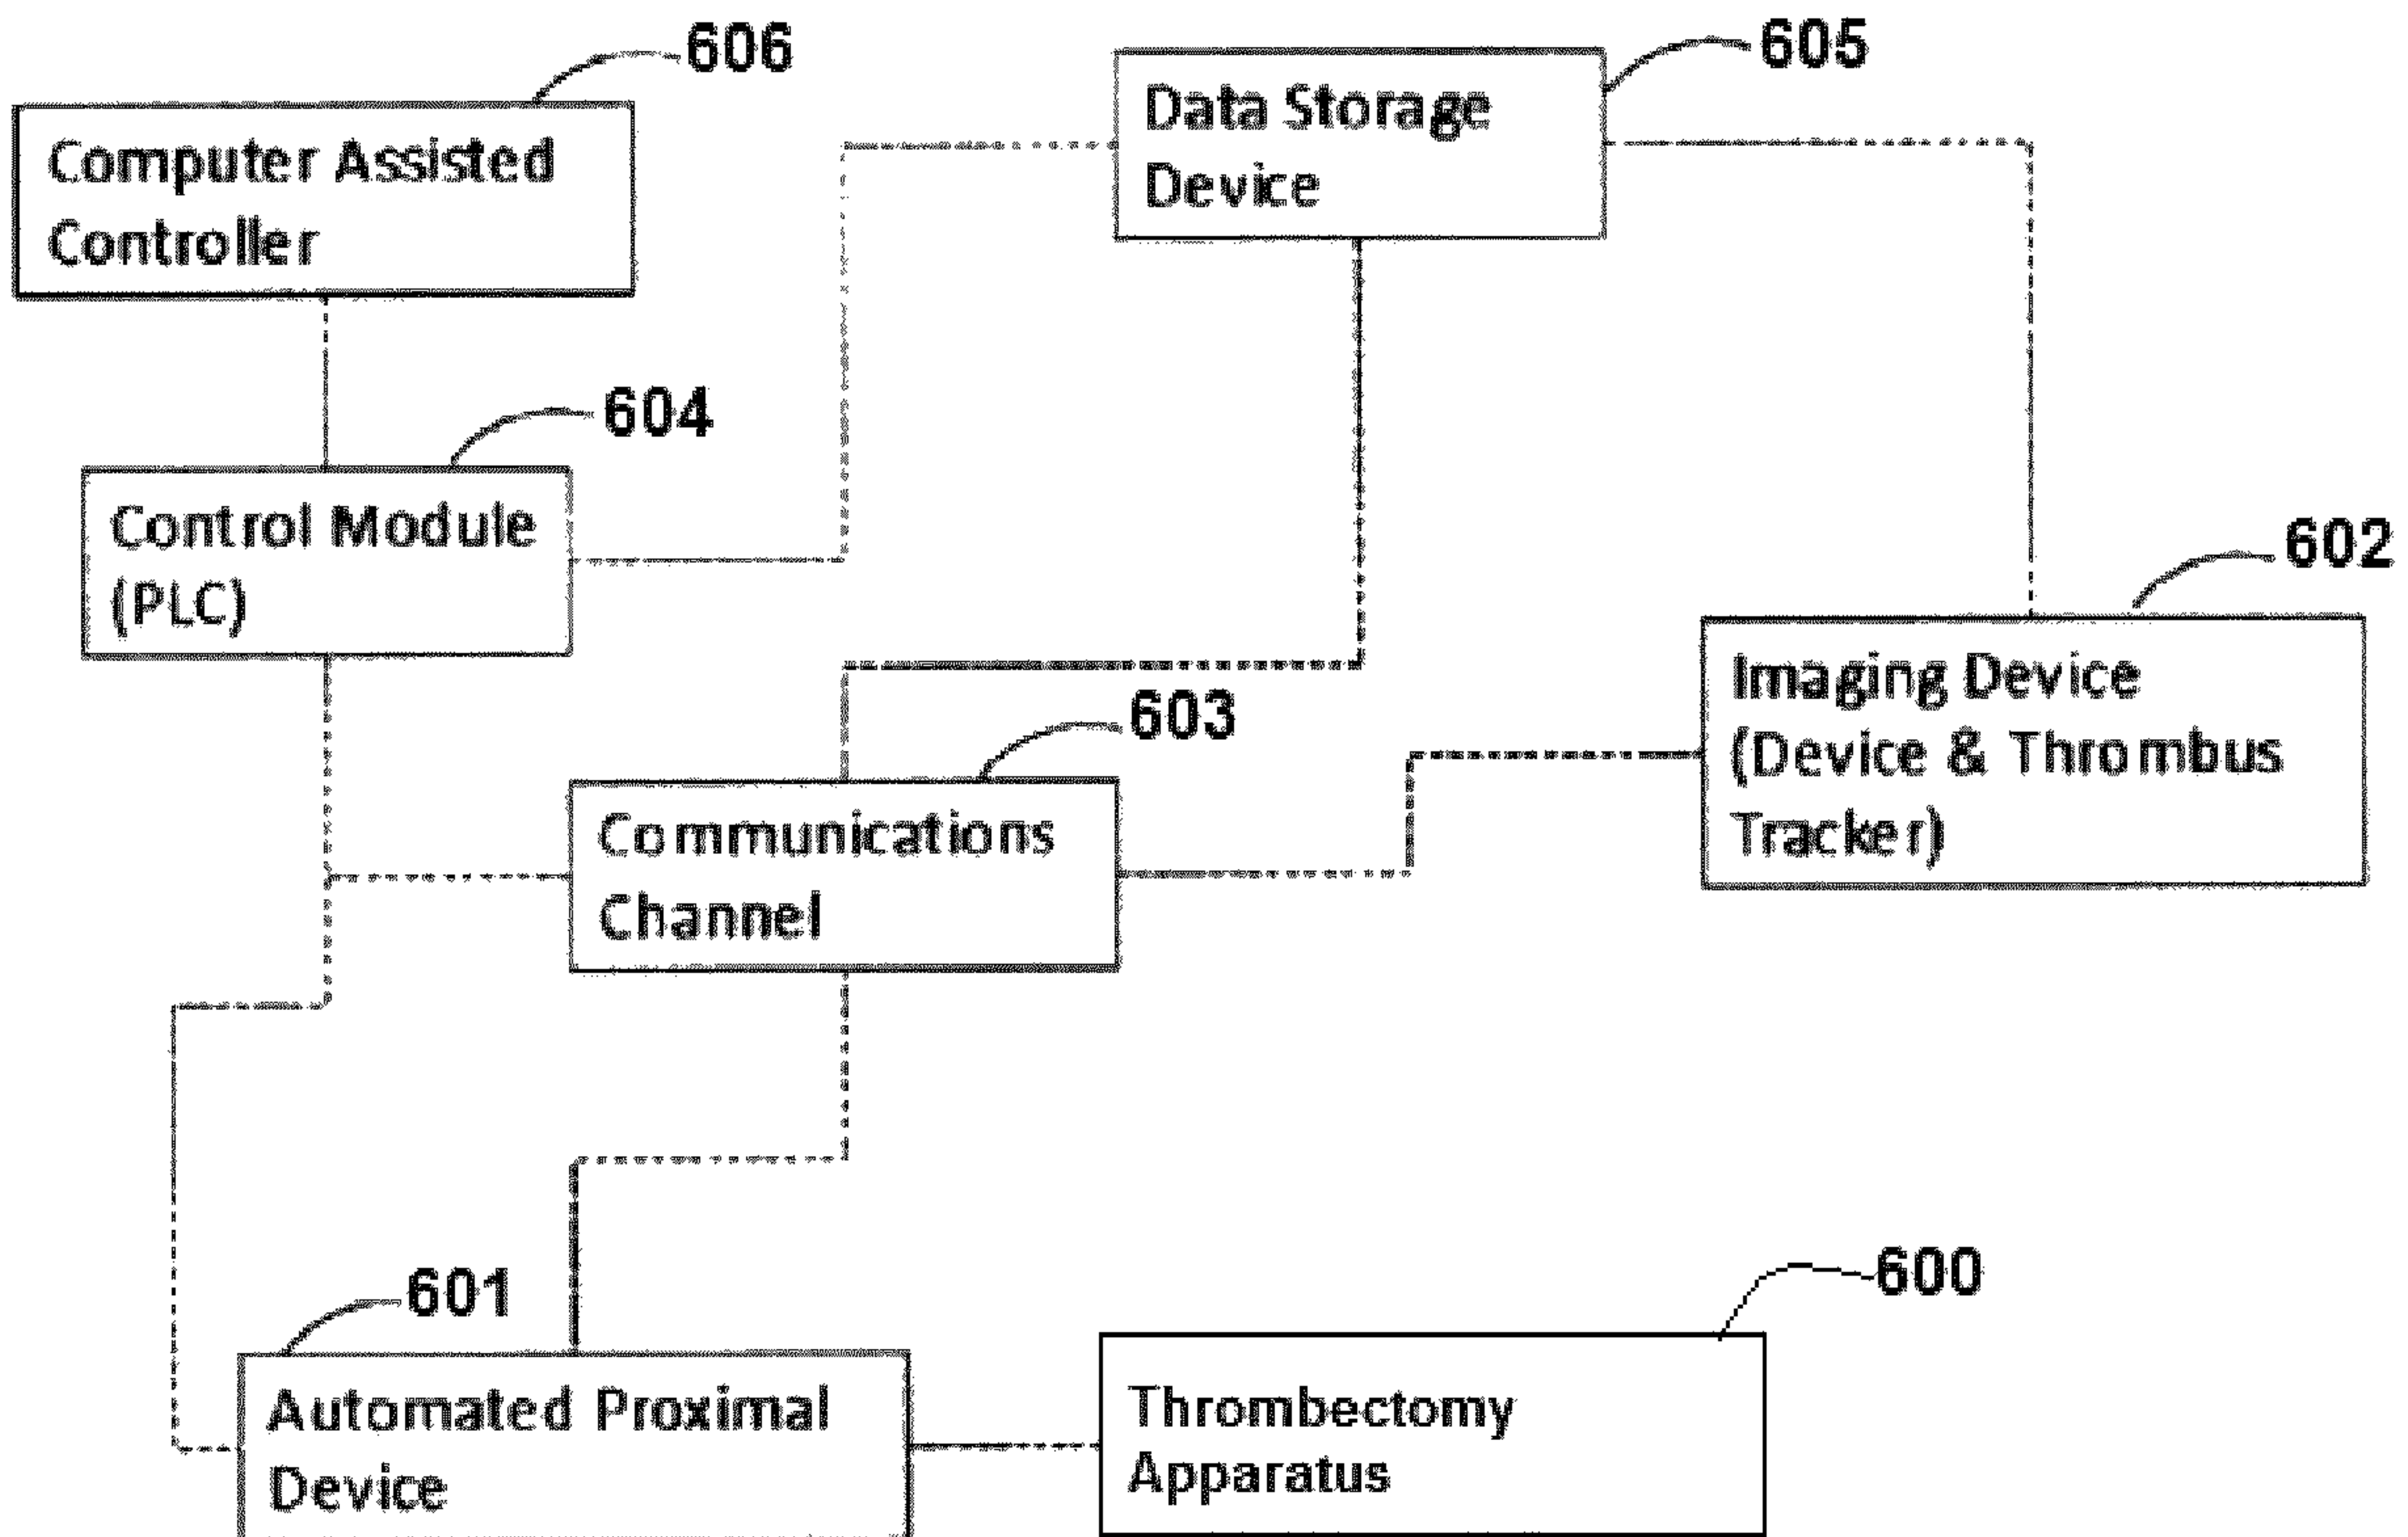 606
605
Computer Assisted
Controller
Data Storage
Device
604
Control Module
(PLC)
602
Imaging Device
(Device & Thrombus
Tracker)
603
Communications
Channel
601
Automated Proximal
Device
600
Thrombectomy
Apparatus